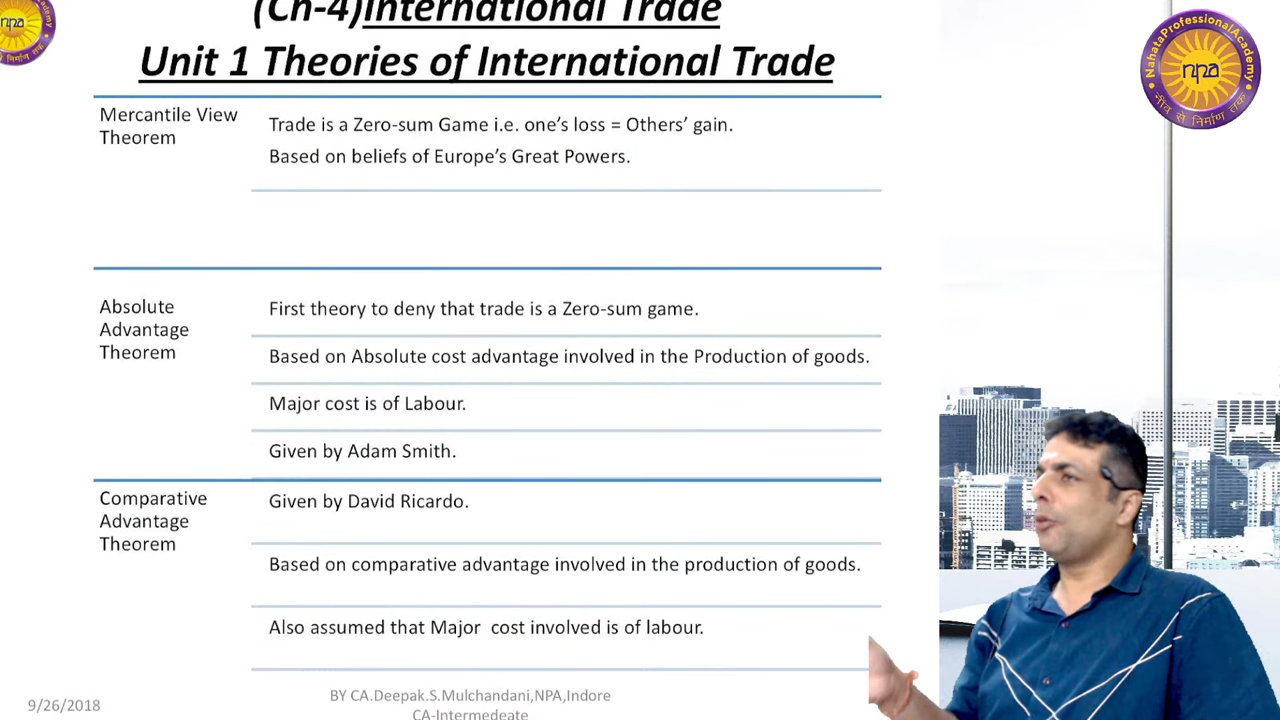 (Ch-4)International Trade
Unit 1 Theories of International Trade
npa
र्निर्माण तक
NahataProfessionalAcademy
npa
नींव से निर्माण तक
Mercantile View
Theorem
Trade is a Zero-sum Game i.e. one’s loss = Others’ gain.
Based on beliefs of Europe’s Great Powers.
Absolute
Advantage
Theorem
First theory to deny that trade is a Zero-sum game.
Based on Absolute cost advantage involved in the Production of goods.
Major cost is of Labour.
Given by Adam Smith.
Comparative
Advantage
Theorem
Given by David Ricardo.
Based on comparative advantage involved in the production of goods.
Also assumed that Major cost involved is of labour.
9/26/2018
BY CA.Deepak.S.Mulchandani,NPA,Indore
CA-Intermedeate